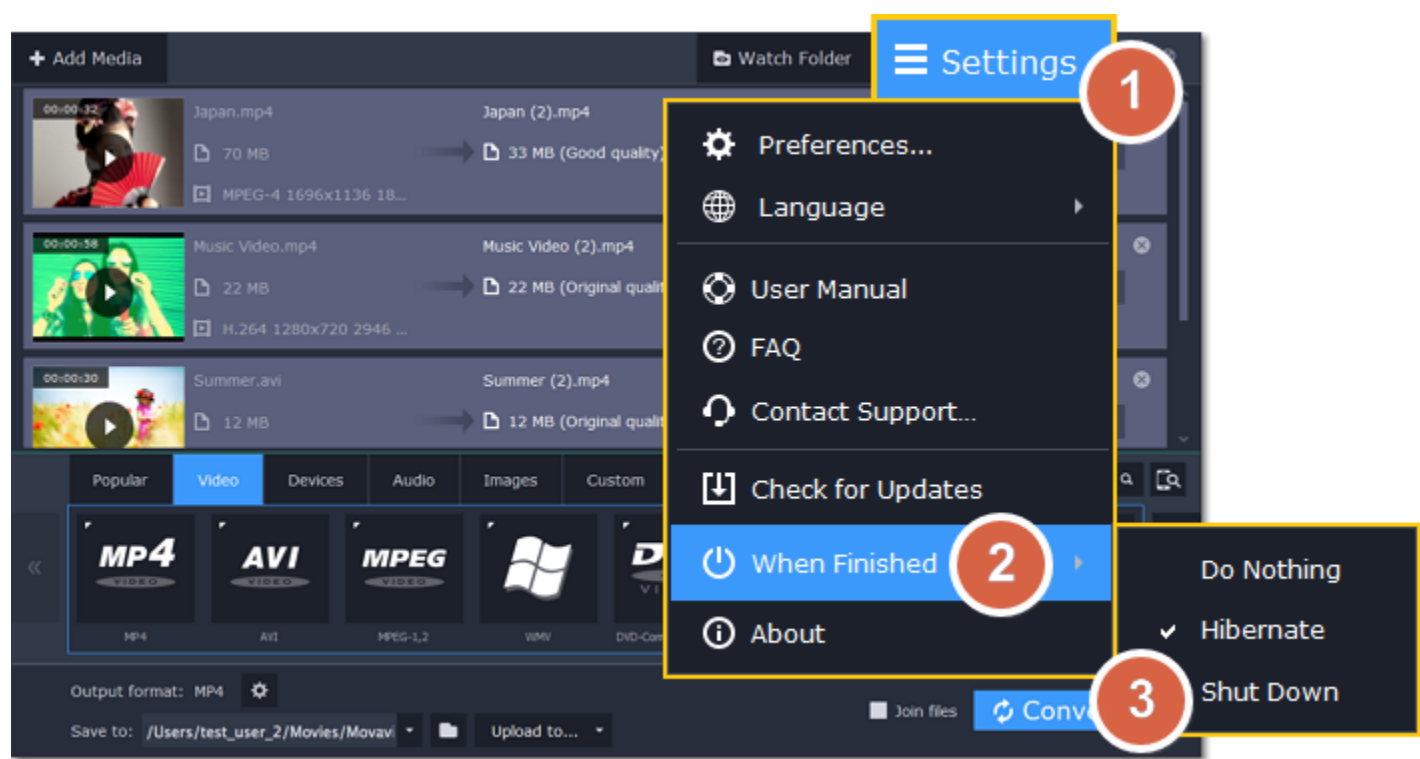 Add Media
Watch Folder
Settings
1
00:00:32
Japan.mp4
Japan (2).mp4
70 MB
33 MB (Good quality)
MPEG-4 1696x1136 18...
00:00:58
Music Video.mp4
Music Video (2).mp4
22 MB
22 MB (Original
H.264 1280x720 2946 ...
00:00:30
Summer.avi
Summer (2).mp4
12 MB
12 MB (Original
Preferences...
Language
User Manual
FAQ
Contact Support...
Check for Updates
When Finished
2
About
Do Nothing
Hibernate
Shut Down
3
Popular
Video
Devices
Audio
Images
Custom
MP4
VIDEO
AVI
VIDEO
MPEG
VIDEO
MP4
AVI
MPEG-1,2
WMV
Output format: MP4
Join files
Save to: /Users/test_user_2/Movies/Movavi
Upload to...